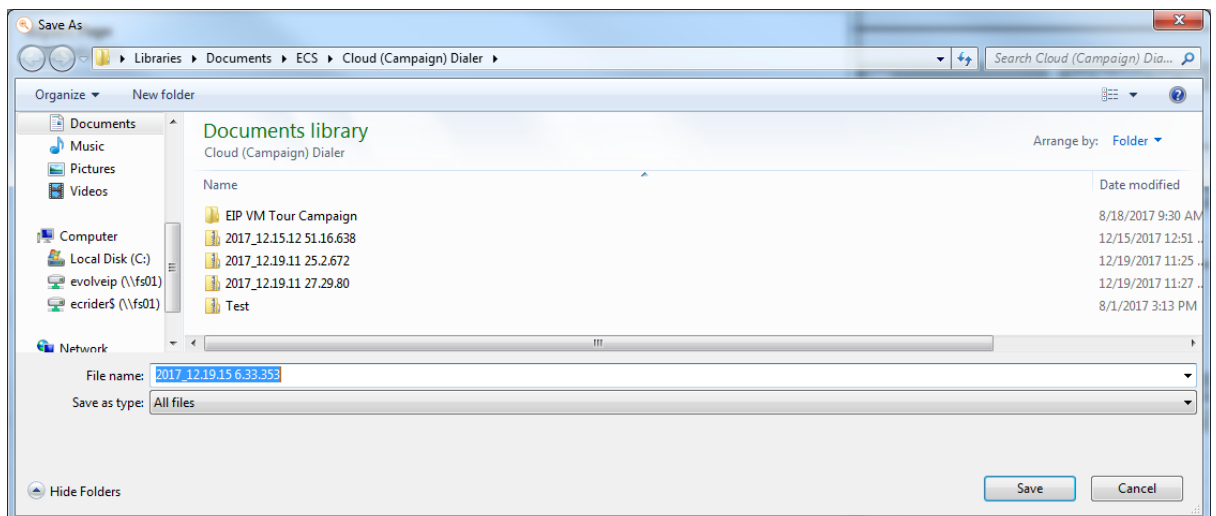 Save As
Libraries ▸ Documents ▸ ECS ▸ Cloud (Campaign) Dialer ▸
Search Cloud (Campaign) Dia...
Organize New folder
Documents
Music
Pictures
Videos
Computer
Local Disk (C:)
evolveip (\\fs01)
ecrider$ (\\fs01)
Network
Documents library
Cloud (Campaign) Dialer
Arrange by: Folder
Name Date modified
EIP VM Tour Campaign 8/18/2017 9:30 AM
2017_12.15.12 51.16.638 12/15/2017 12:51 ..
2017_12.19.11 25.2.672 12/19/2017 11:25 ..
2017_12.19.11 27.29.80 12/19/2017 11:27 ..
Test 8/1/2017 3:13 PM
File name: 2017_12.19.15 6.33.353
Save as type: All files
Hide Folders
Save Cancel